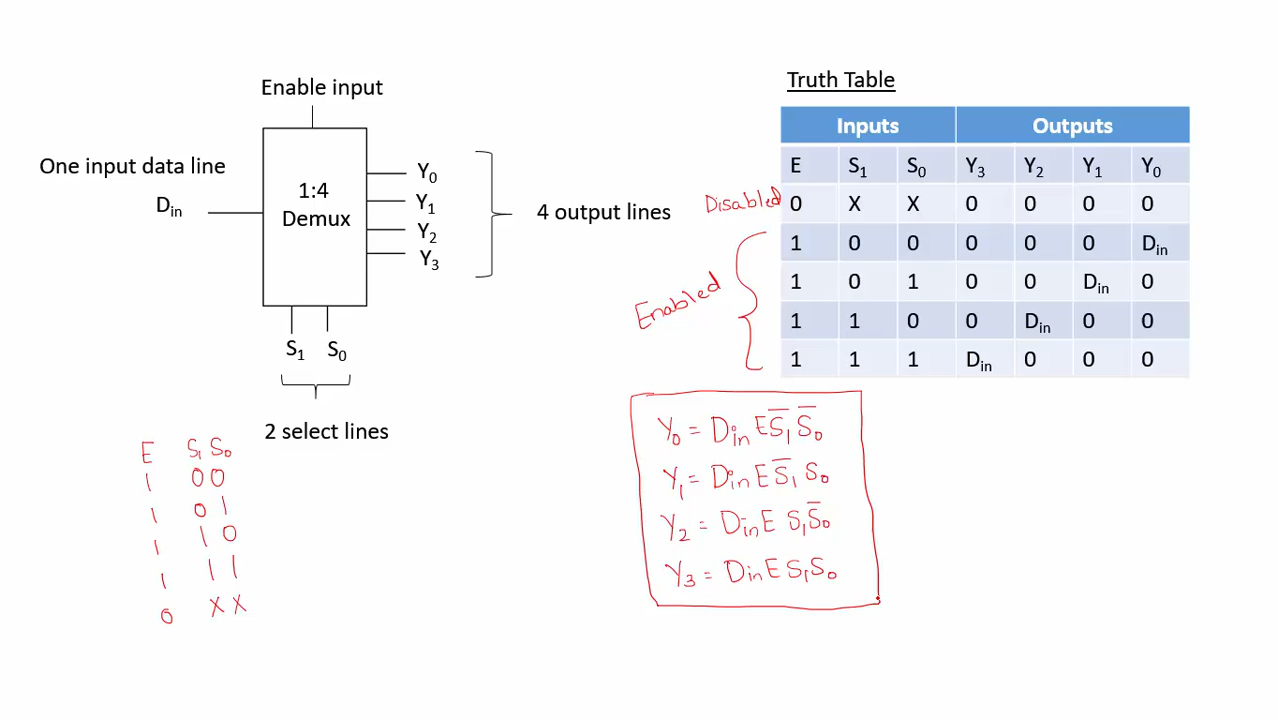 Enable input
One input data line
Din
1:4
Demux
Y0
Y1
Y2
Y3
4 output lines
S1 S0
2 select lines
E S1 S0
1 0 0
1 0 1
1 1 0
1 1 1
0 X X
Truth Table
Inputs Outputs
E S1 S0 Y3 Y2 Y1 Y0
Disabled 0 X X 0 0 0 0
1 0 0 0 0 0 Din
Enabled
1 0 1 0 0 Din 0
1 1 0 0 Din 0 0
1 1 1 Din 0 0 0
Y0 = Din E S̅1 S̅0
Y1 = Din E S̅1 S0
Y2 = Din E S1 S̅0
Y3 = Din E S1 S0